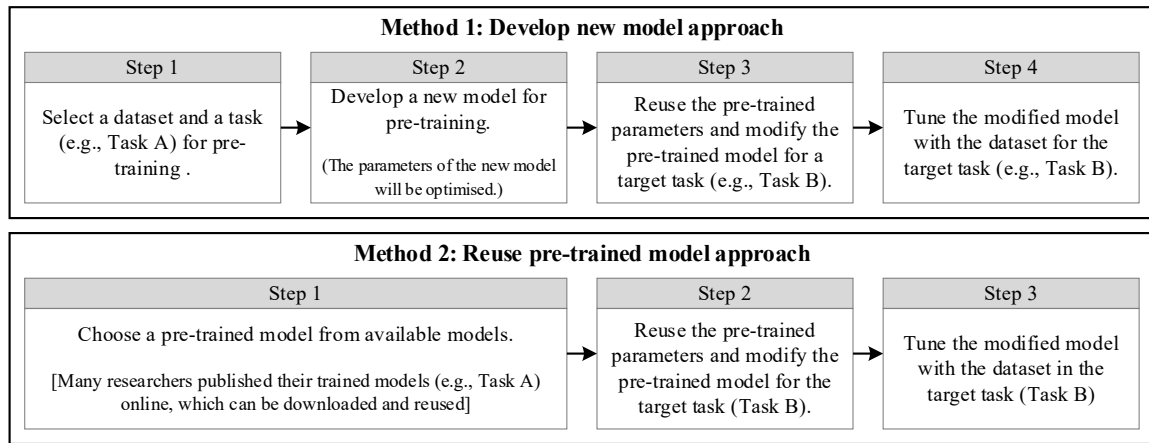 Method 1: Develop new model approach
Step 1
Select a dataset and a task
(e.g., Task A) for pre-
training .
Step 2
Develop a new model for
pre-training.
(The parameters of the new model
will be optimised.)
Step 3
Reuse the pre-trained
parameters and modify the
pre-trained model for a
target task (e.g., Task B).
Step 4
Tune the modified model
with the dataset for the
target task (e.g., Task B).
Method 2: Reuse pre-trained model approach
Step 1
Choose a pre-trained model from available models.
[Many researchers published their trained models (e.g., Task A)
online, which can be downloaded and reused]
Step 2
Reuse the pre-trained
parameters and modify the
pre-trained model for the
target task (Task B).
Step 3
Tune the modified model
with the dataset in the
target task (Task B)